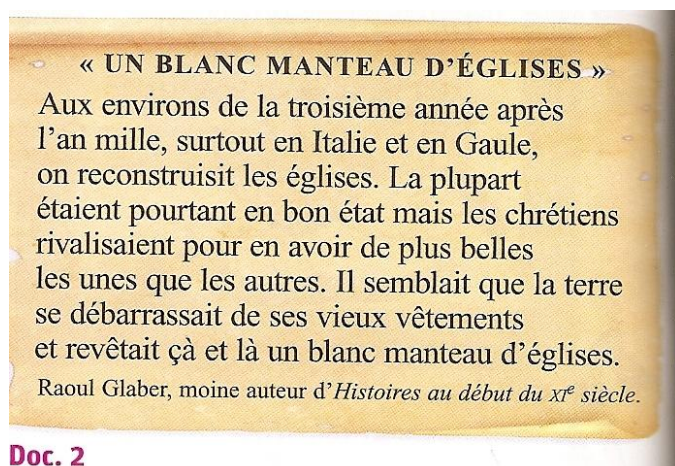 « UN BLANC MANTEAU D’ÉGLISES »
Aux environs de la troisième année après
l’an mille, surtout en Italie et en Gaule,
on reconstruisit les églises. La plupart
étaient pourtant en bon état mais les chrétiens
rivalisaient pour en avoir de plus belles
les unes que les autres. Il semblait que la terre
se débarrassait de ses vieux vêtements
et revêtait çà et là un blanc manteau d’églises.
Raoul Glaber, moine auteur d’Histoires au début du XIe siècle.
Doc. 2